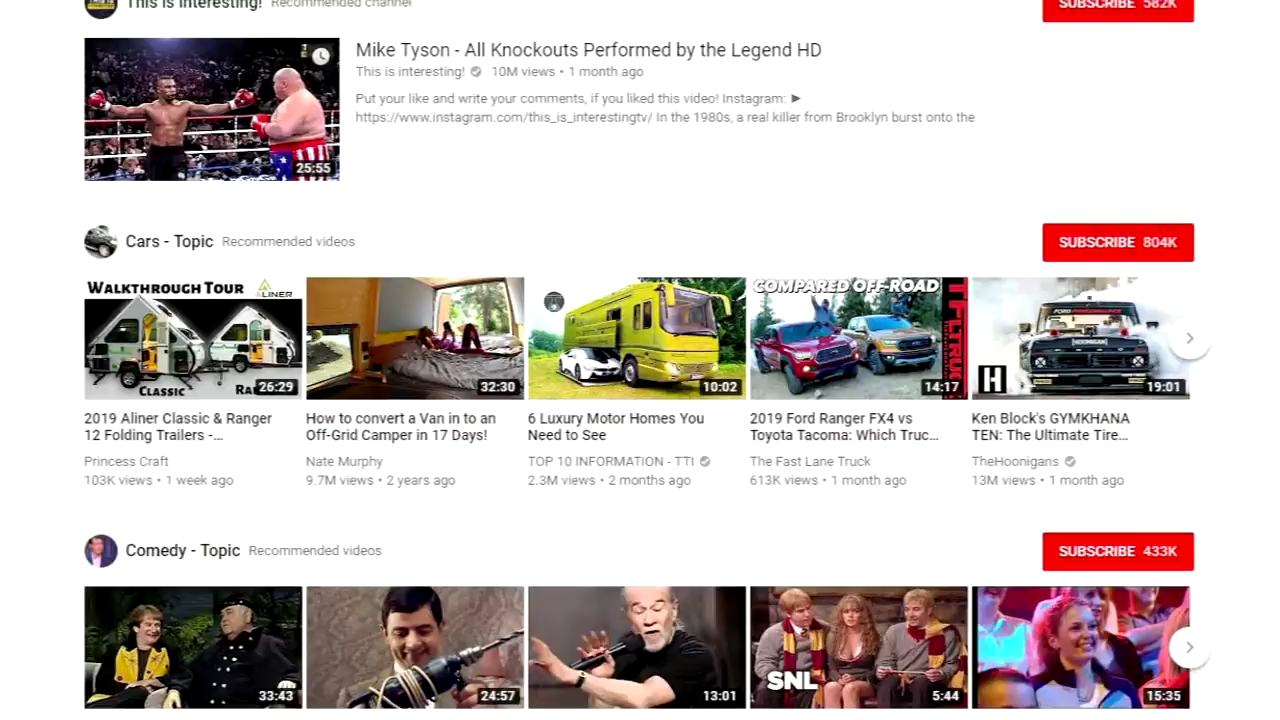 This is interesting! Recommended channel
SUBSCRIBE 582K
Mike Tyson - All Knockouts Performed by the Legend HD
This is interesting! 10M views • 1 month ago
Put your like and write your comments, if you liked this video! Instagram: ►
https://www.instagram.com/this_is_interestingtv/ In the 1980s, a real killer from Brooklyn burst onto the
25:55
Cars - Topic Recommended videos
SUBSCRIBE 804K
WALKTHROUGH TOUR
ALINER
CLASSIC
26:29
32:30
10:02
COMPARED OFF-ROAD
TFLTRUCK
14:17
FORD PERFORMANCE
HOONIGAN
H
19:01
2019 Aliner Classic & Ranger
12 Folding Trailers -...
Princess Craft
103K views • 1 week ago
How to convert a Van in to an
Off-Grid Camper in 17 Days!
Nate Murphy
9.7M views • 2 years ago
6 Luxury Motor Homes You
Need to See
TOP 10 INFORMATION - TTI
2.3M views • 2 months ago
2019 Ford Ranger FX4 vs
Toyota Tacoma: Which Truc...
The Fast Lane Truck
613K views • 1 month ago
Ken Block's GYMKHANA
TEN: The Ultimate Tire...
TheHoonigans
13M views • 1 month ago
Comedy - Topic Recommended videos
SUBSCRIBE 433K
33:43
24:57
13:01
SNL
5:44
15:35